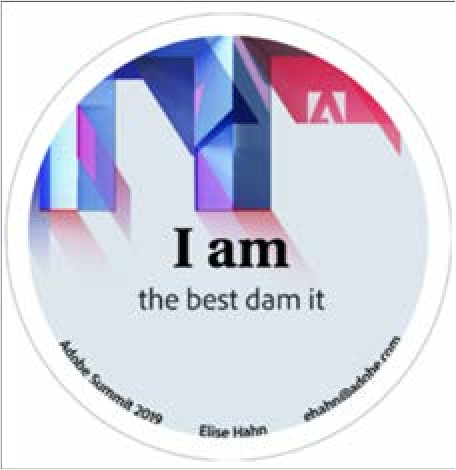 I am
the best dam it
Adobe Summit 2019
Elise Hahn
ehahn@adobe.com